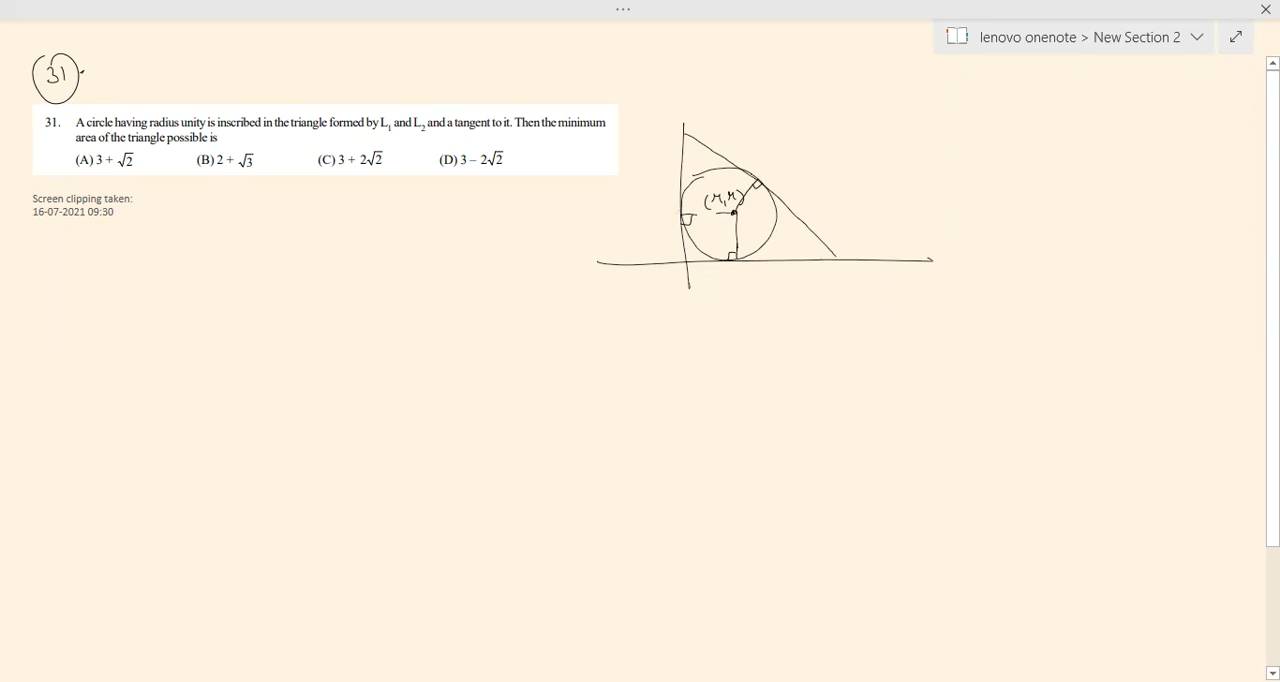 ...
lenovo onenote > New Section 2
31
31. A circle having radius unity is inscribed in the triangle formed by L₁ and L₂ and a tangent to it. Then the minimum
area of the triangle possible is
(A) 3 + √2 (B) 2 + √3 (C) 3 + 2√2 (D) 3 – 2√2
Screen clipping taken:
16-07-2021 09:30
(r,r)